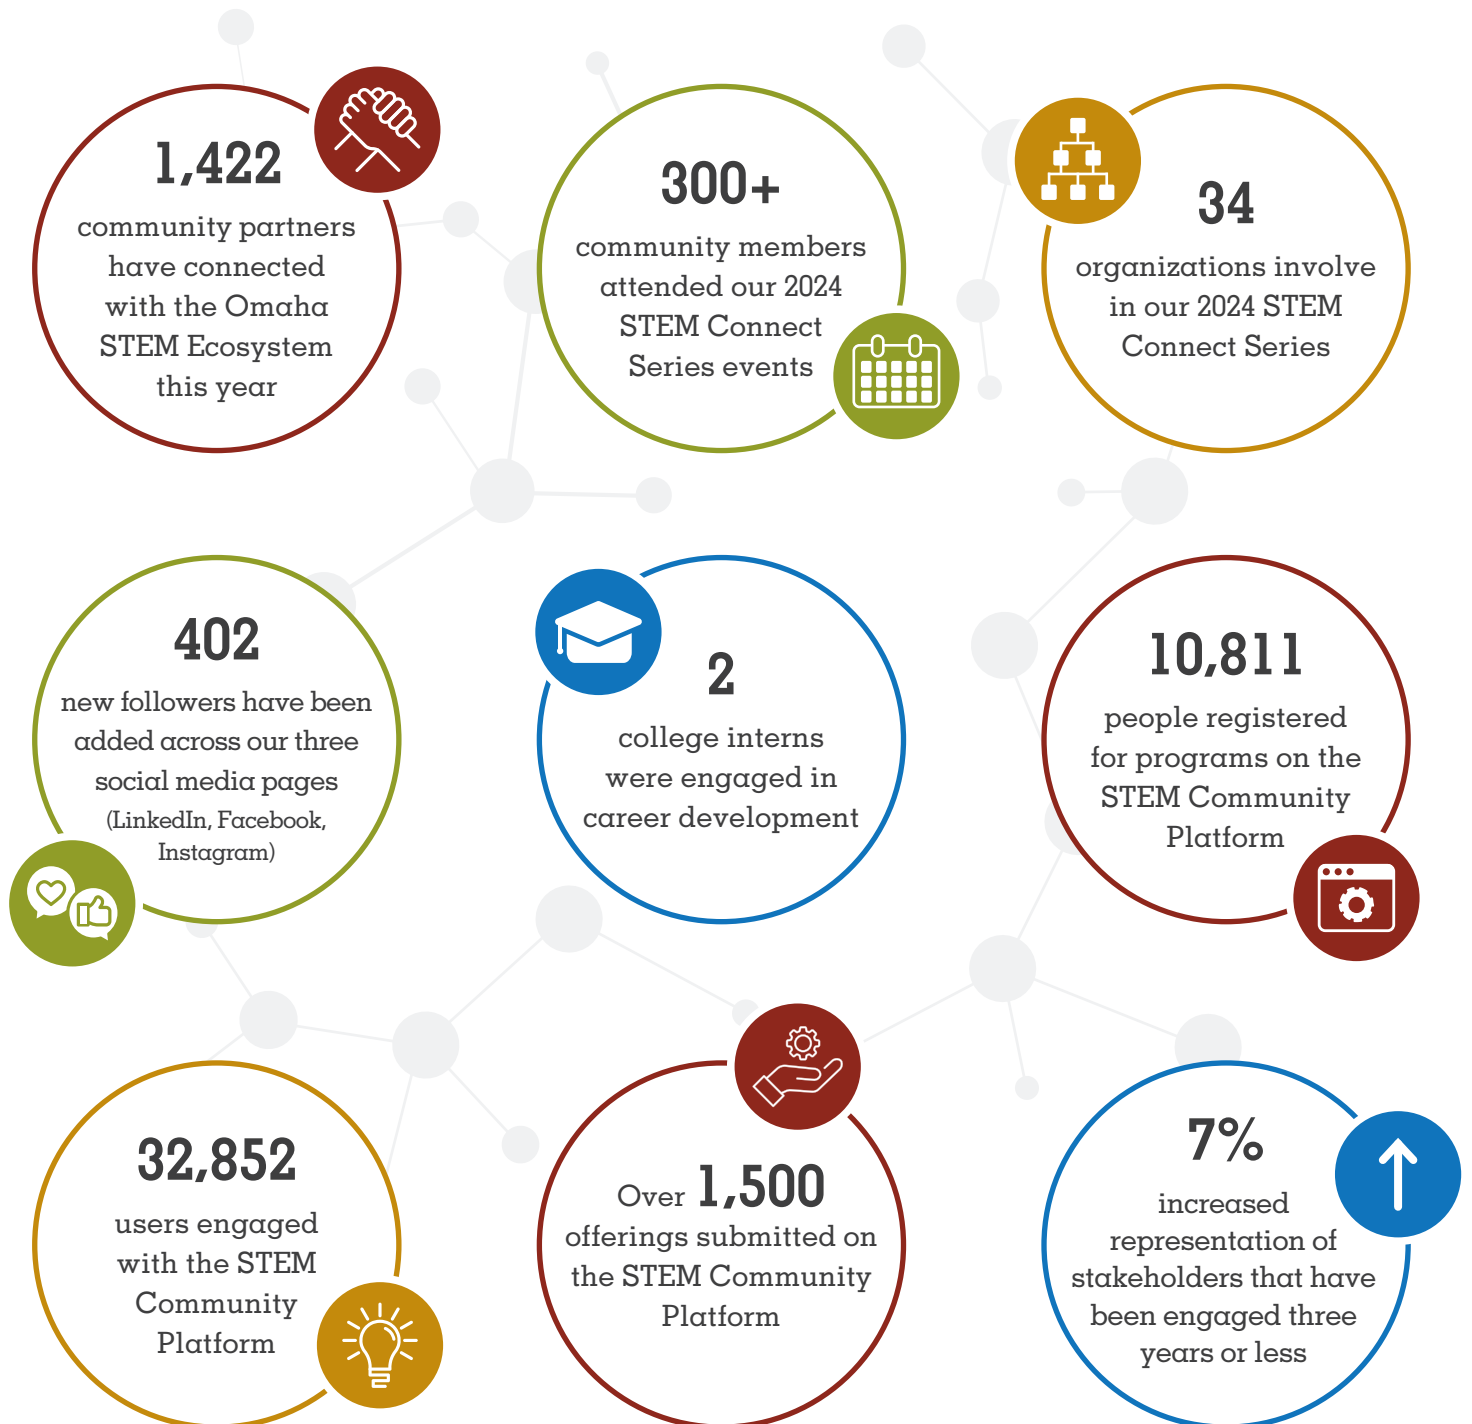 1,422
community partners
have connected
with the Omaha
STEM Ecosystem
this year
300+
community members
attended our 2024
STEM Connect
Series events
34
organizations involve
in our 2024 STEM
Connect Series
402
new followers have been
added across our three
social media pages
(LinkedIn, Facebook,
Instagram)
2
college interns
were engaged in
career development
10,811
people registered
for programs on the
STEM Community
Platform
32,852
users engaged
with the STEM
Community
Platform
Over 1,500
offerings submitted on
the STEM Community
Platform
7%
increased
representation of
stakeholders that have
been engaged three
years or less